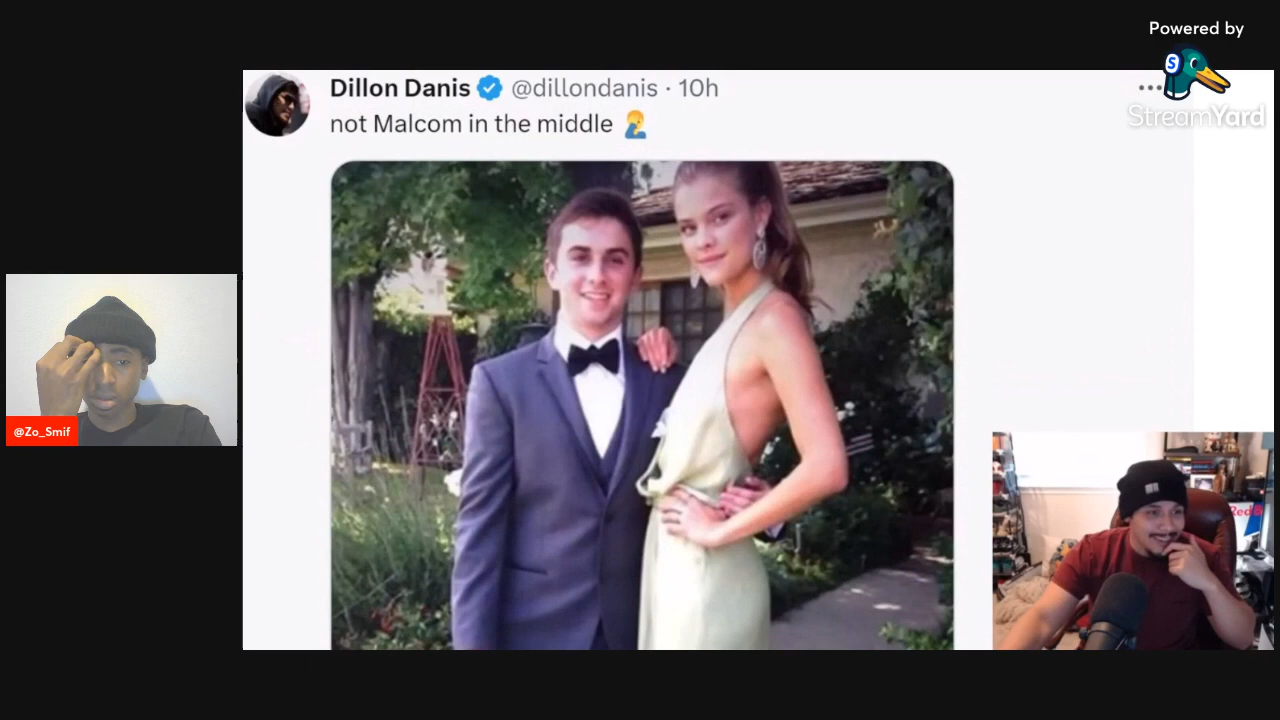 Powered by
StreamYard
Dillon Danis @dillondanis · 10h
not Malcom in the middle 🤦‍♂️
@Zo_Smif